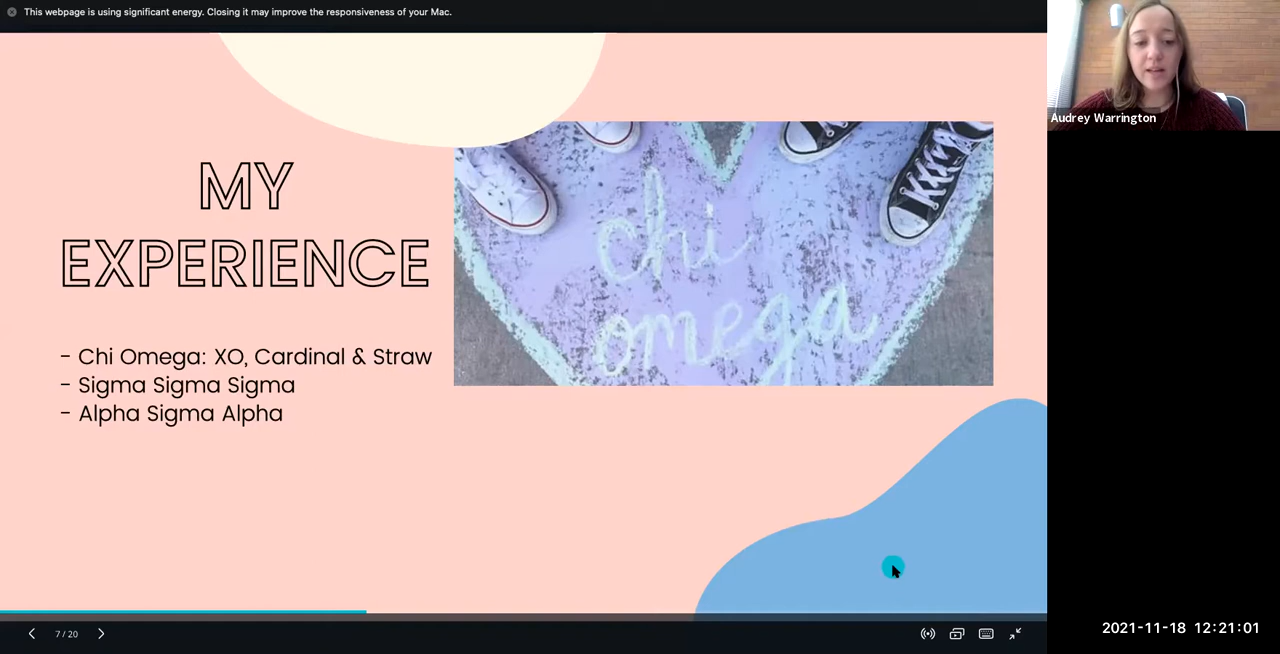 This webpage is using significant energy. Closing it may improve the responsiveness of your Mac.
Audrey Warrington
MY
EXPERIENCE
chi
omega
- Chi Omega: XO, Cardinal & Straw
- Sigma Sigma Sigma
- Alpha Sigma Alpha
7 / 20
2021-11-18 12:21:01